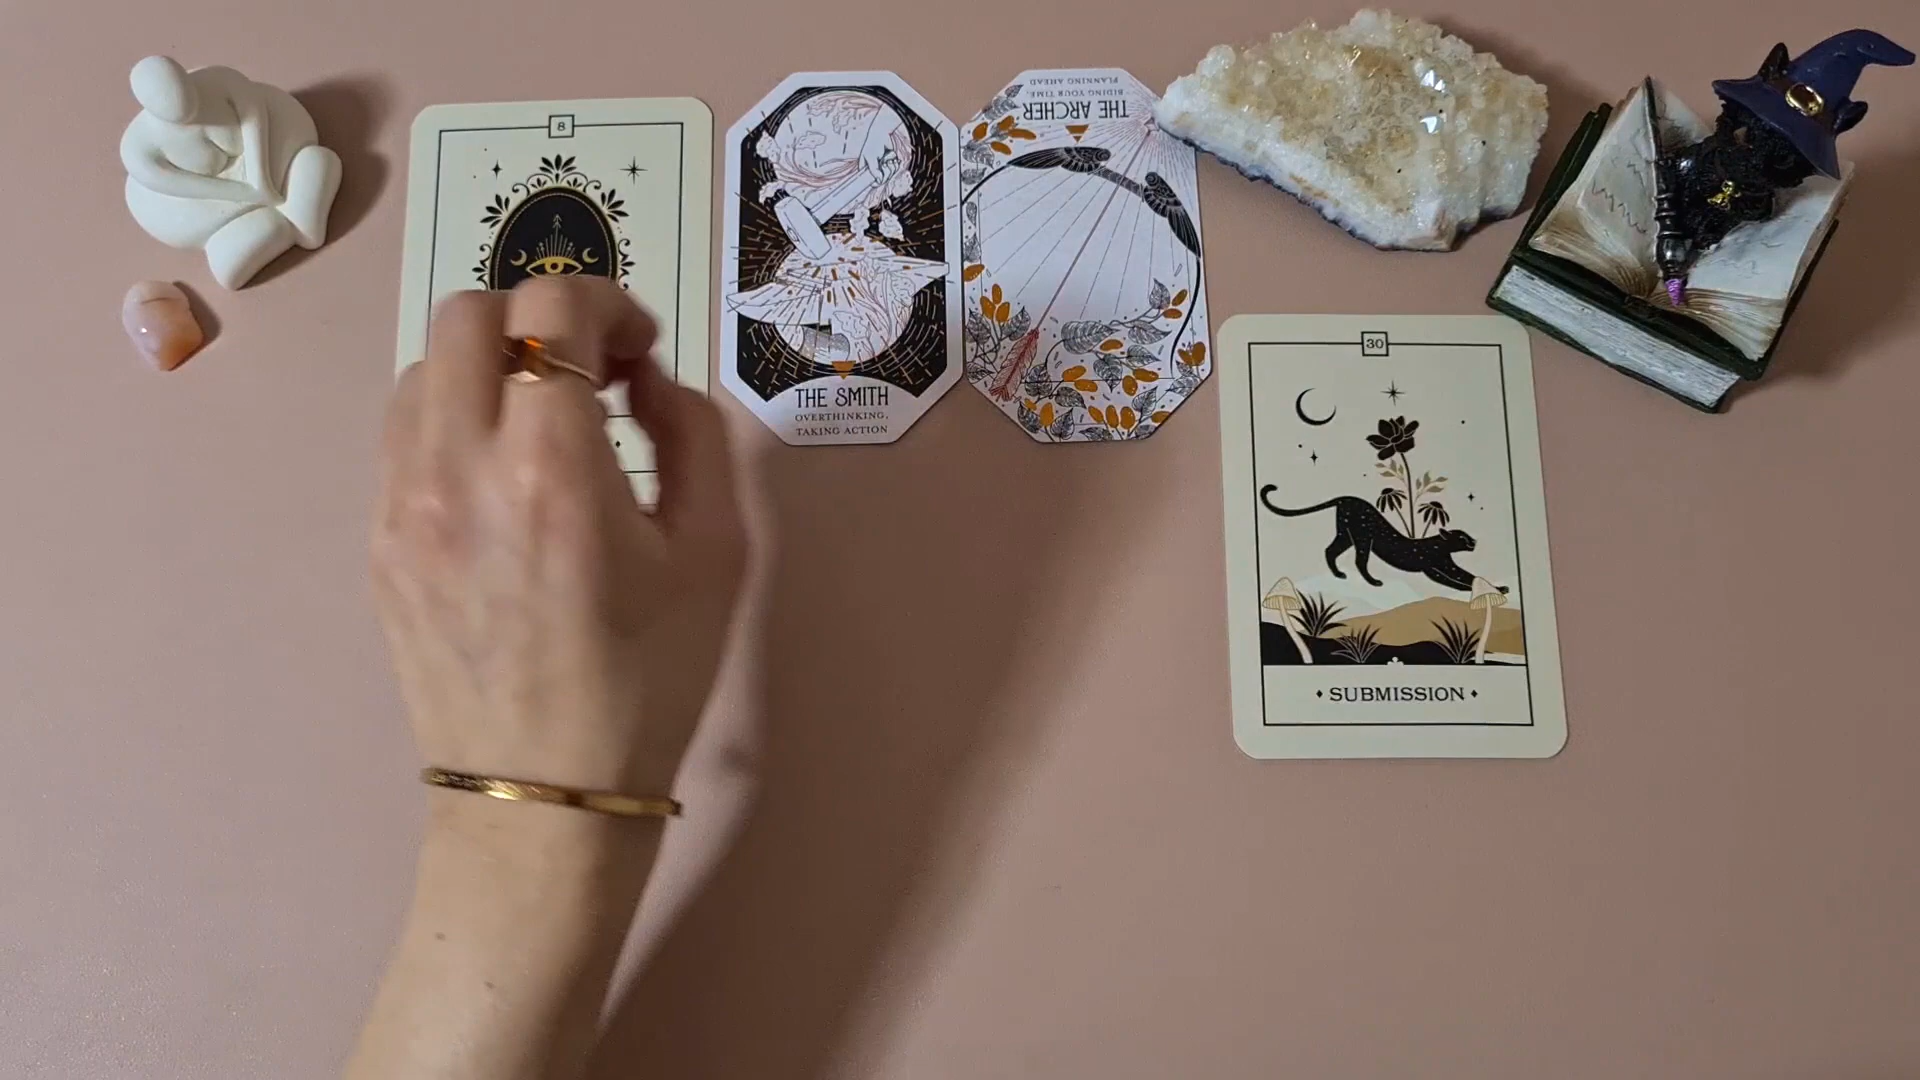 8
THE SMITH
OVERTHINKING,
TAKING ACTION
THE ARCHER
BIDING YOUR TIME,
PLANNING AHEAD
30
SUBMISSION